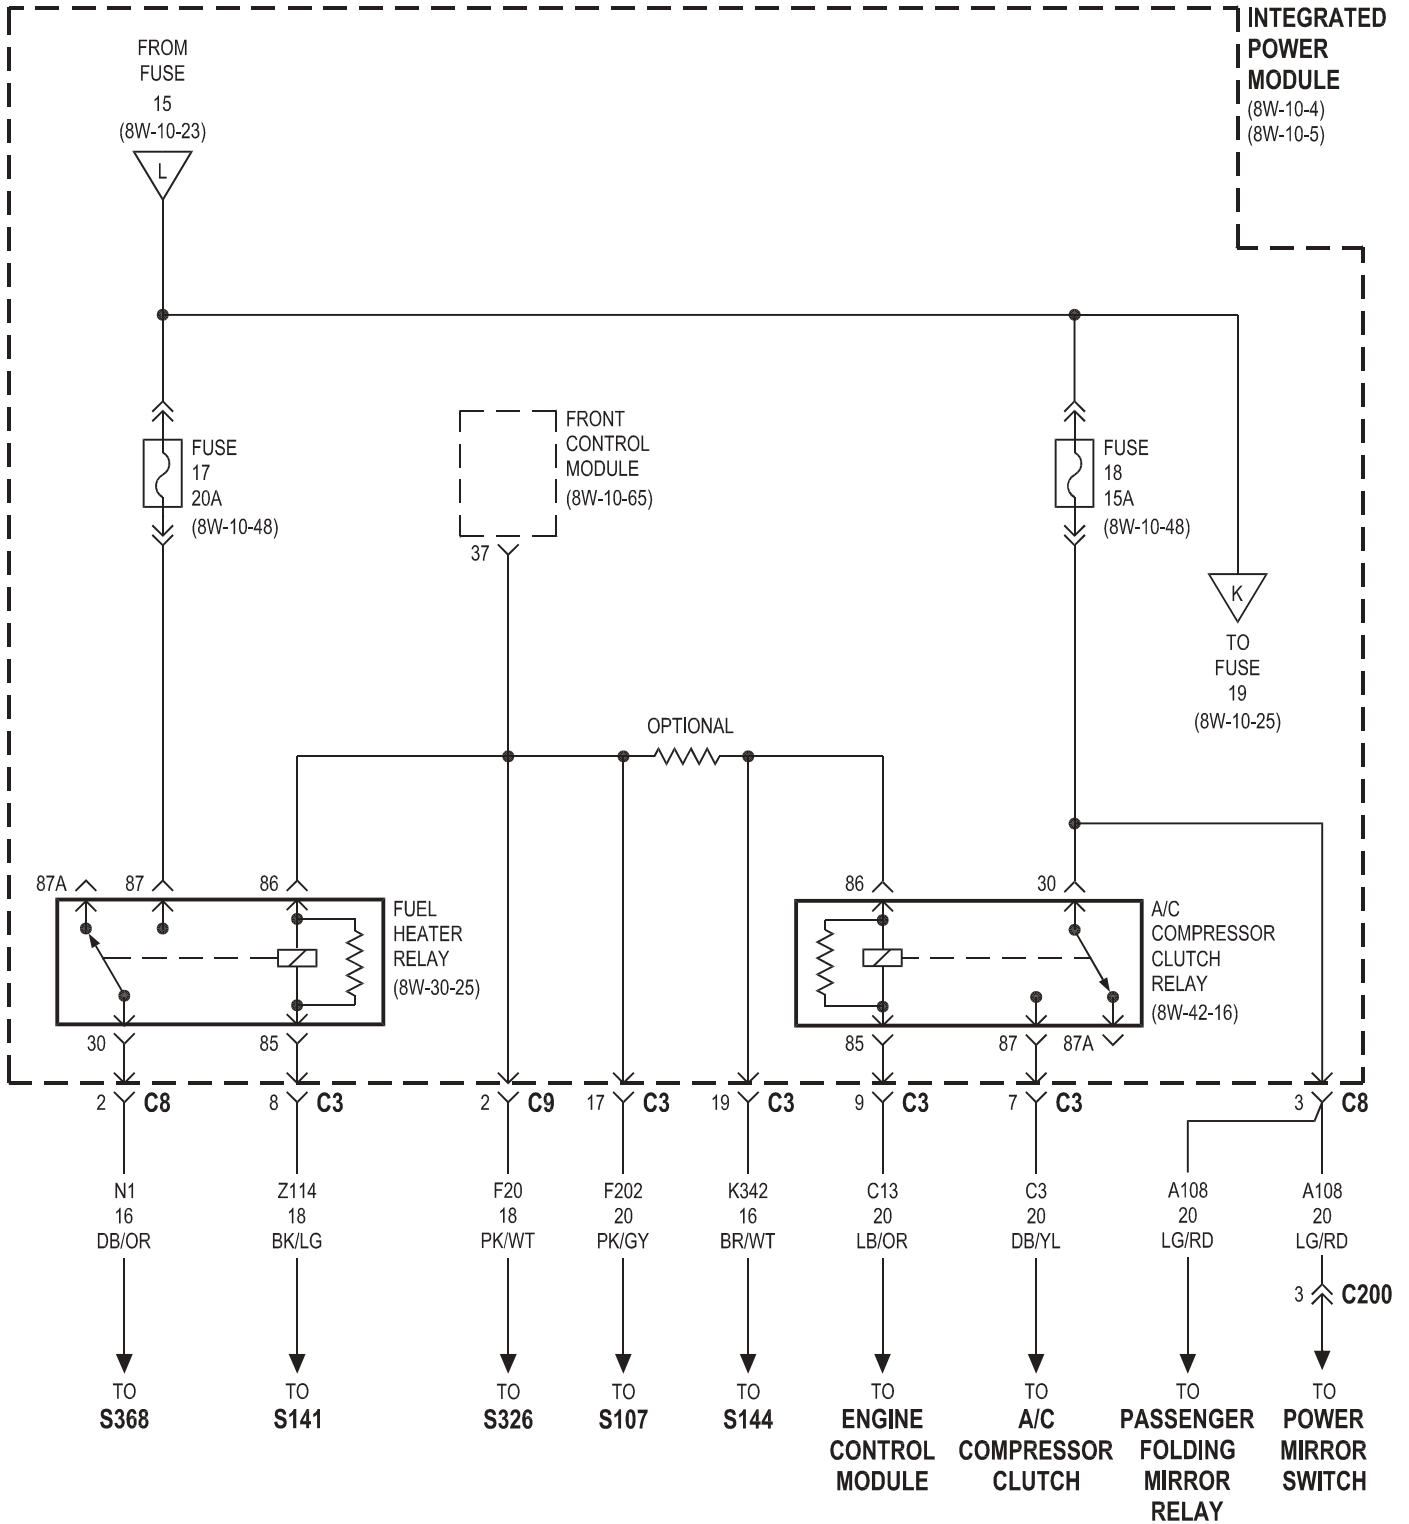 INTEGRATED
POWER
MODULE
(8W-10-4)
(8W-10-5)
FROM
FUSE
15
(8W-10-23)
L
FUSE
17
20A
(8W-10-48)
FRONT
CONTROL
MODULE
(8W-10-65)
37
FUSE
18
15A
(8W-10-48)
K
TO
FUSE
19
(8W-10-25)
OPTIONAL
87A 87 86
FUEL
HEATER
RELAY
(8W-30-25)
30 85
86 30
A/C
COMPRESSOR
CLUTCH
RELAY
(8W-42-16)
85 87 87A
2 C8 8 C3 2 C9 17 C3 19 C3 9 C3 7 C3 3 C8
N1 Z114 F20 F202 K342 C13 C3 A108 A108
16 18 18 20 16 20 20 20 20
DB/OR BK/LG PK/WT PK/GY BR/WT LB/OR DB/YL LG/RD LG/RD
3 C200
TO TO TO TO TO TO TO TO TO
S368 S141 S326 S107 S144 ENGINE A/C PASSENGER POWER
CONTROL COMPRESSOR FOLDING MIRROR
MODULE CLUTCH MIRROR SWITCH
RELAY